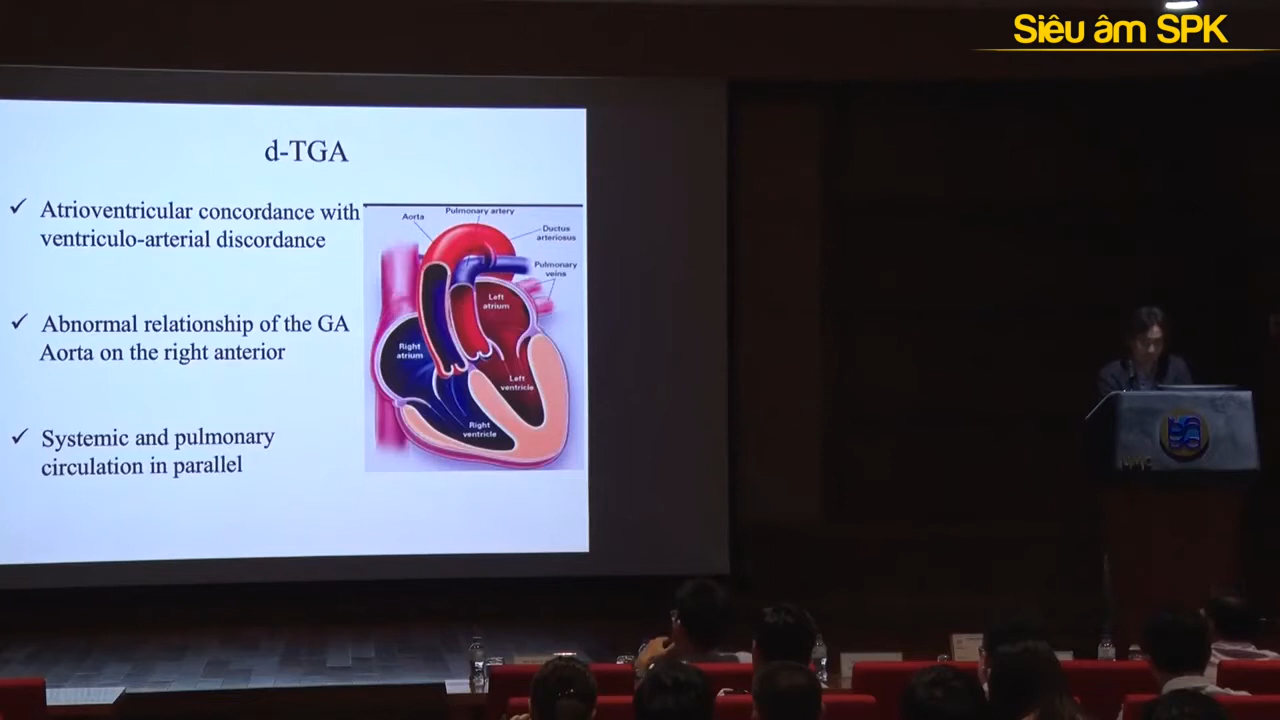 Siêu âm SPK
d-TGA
✓ Atrioventricular concordance with
ventriculo-arterial discordance
✓ Abnormal relationship of the GA
Aorta on the right anterior
✓ Systemic and pulmonary
circulation in parallel
Pulmonary artery
Aorta
Ductus
arteriosus
Pulmonary
veins
Left
atrium
Right
atrium
Left
ventricle
Right
ventricle